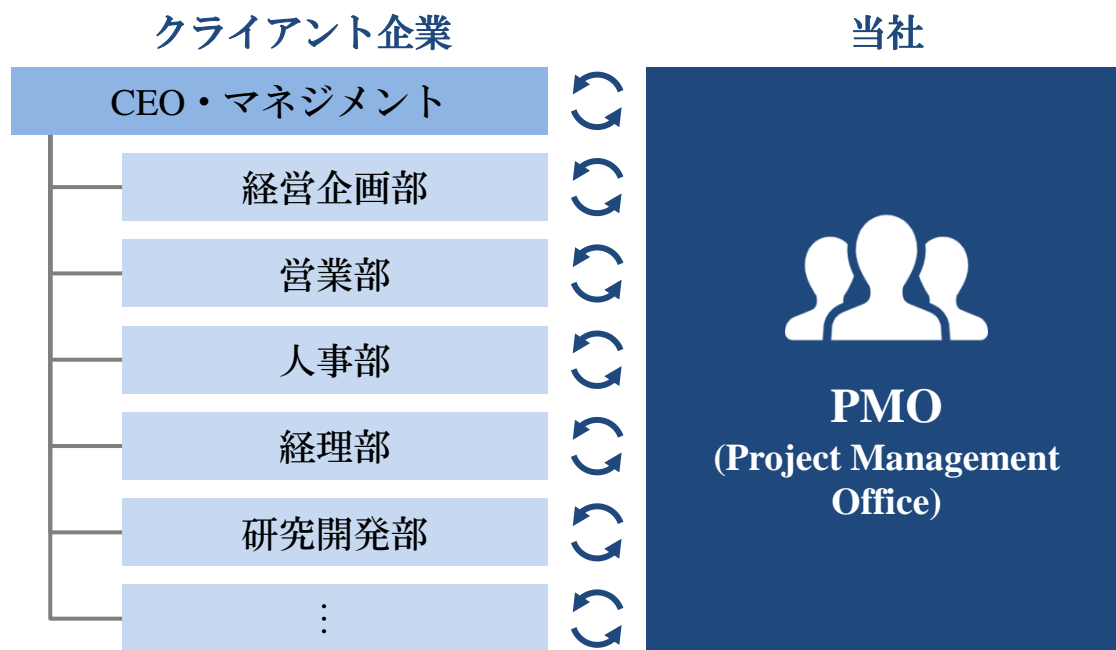 クライアント企業
当社
CEO・マネジメント
経営企画部
営業部
人事部
経理部
研究開発部
⋮
PMO
(Project Management
Office)